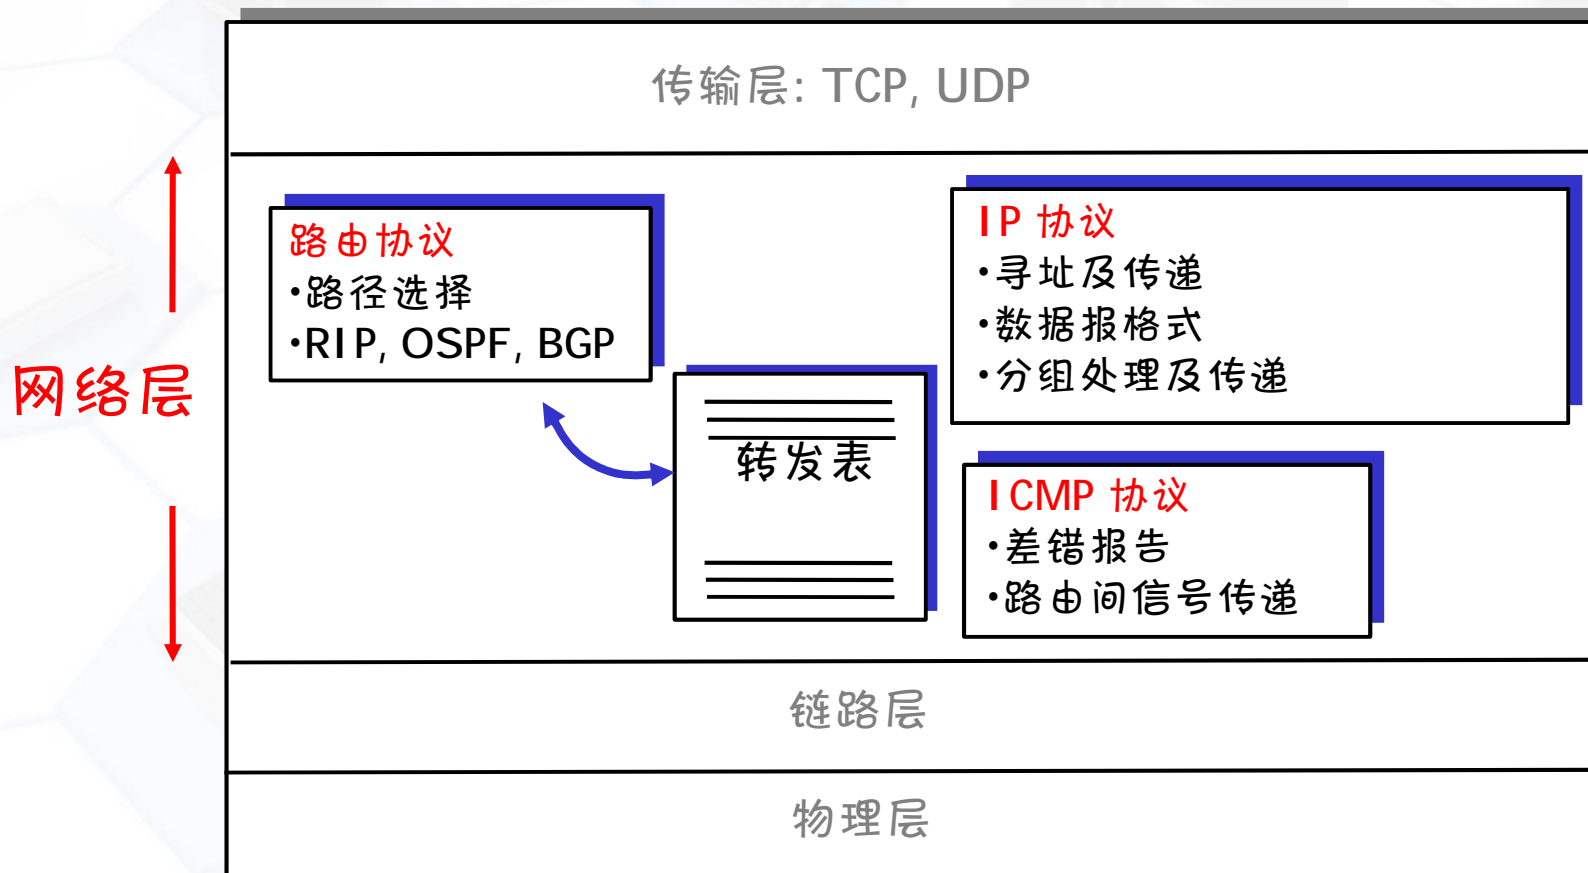 传输层: TCP, UDP
网络层
路由协议
·路径选择
·RIP, OSPF, BGP
转发表
IP 协议
·寻址及传递
·数据报格式
·分组处理及传递
ICMP 协议
·差错报告
·路由间信号传递
链路层
物理层